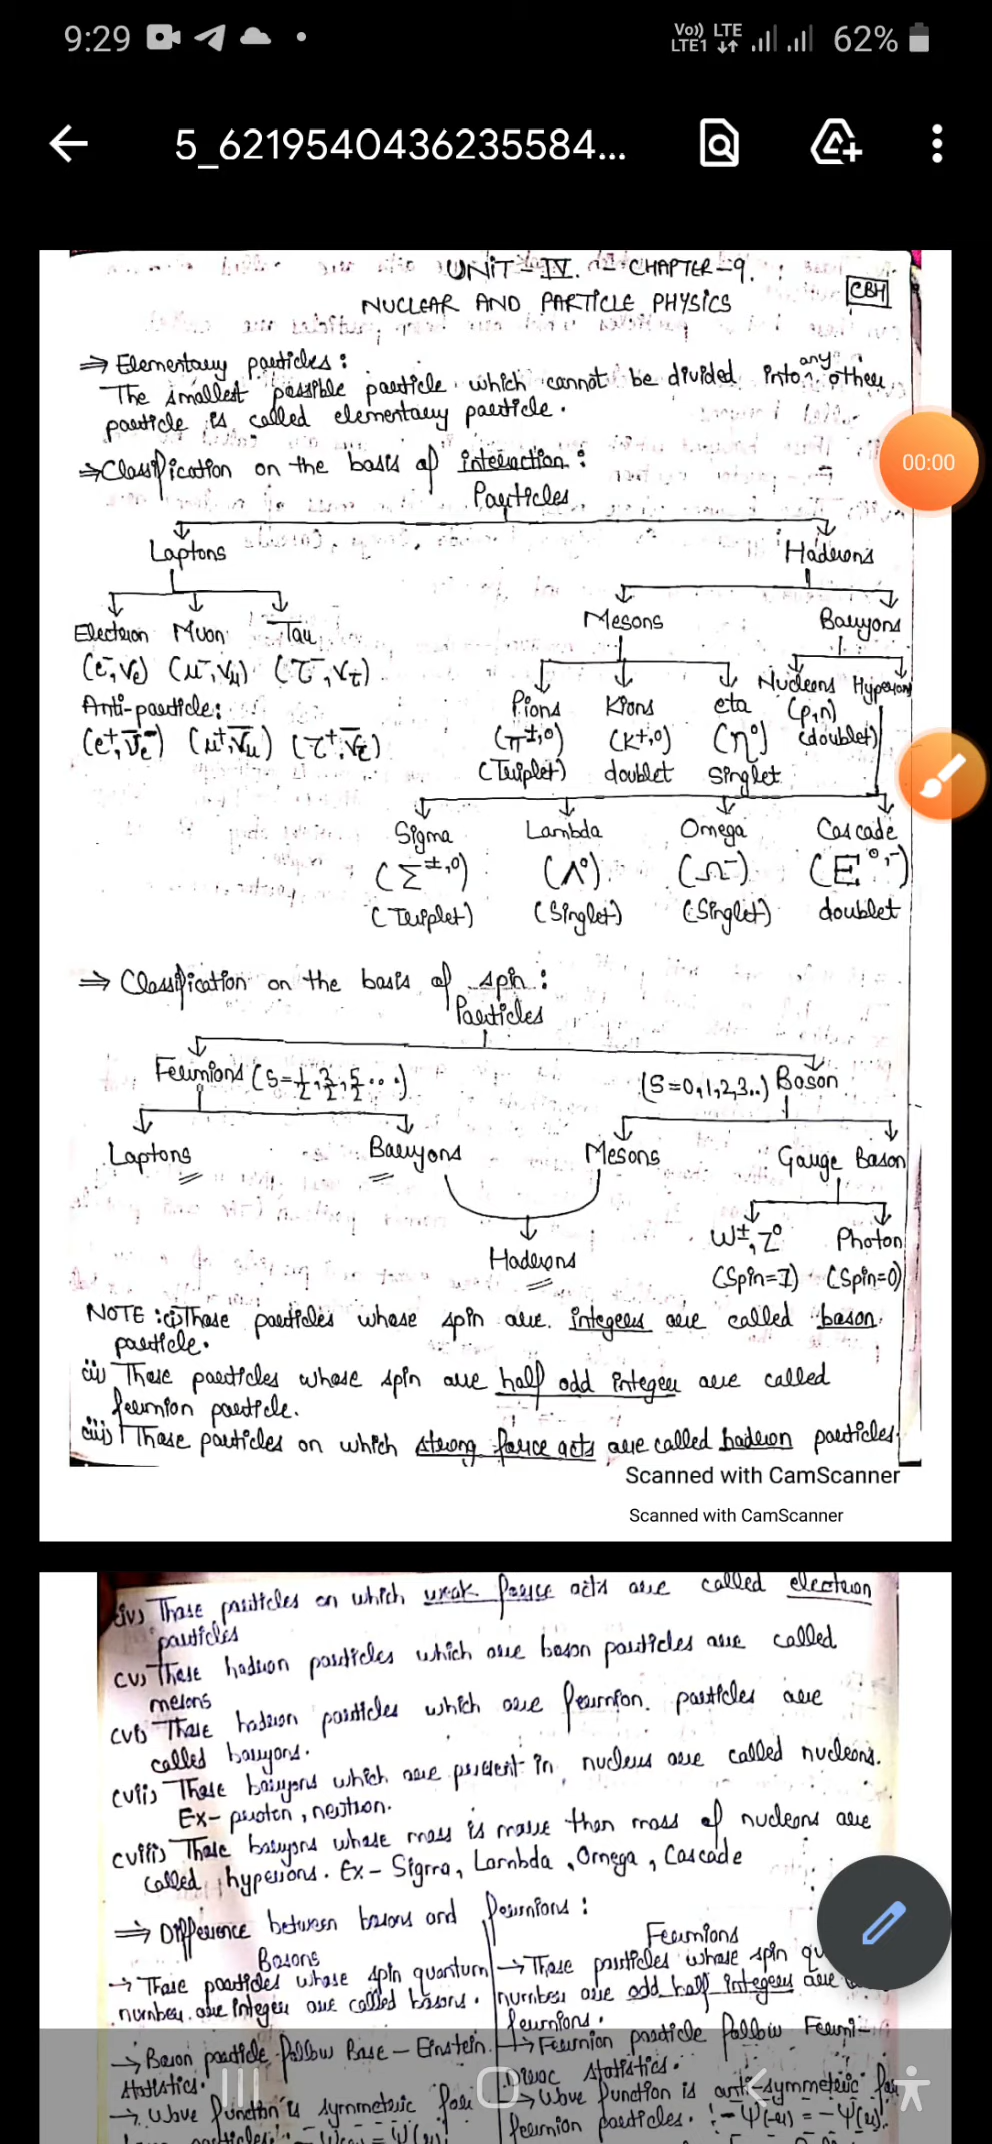 9:29
Vo)) LTE
LTE1
62%
5_6219540436235584...
UNIT - IV. - CHAPTER-9.
CBH
NUCLEAR AND PARTICLE PHYSICS
⇒ Elementary particles:
The smallest possible particle which cannot be divided into any other
particle is called elementary particle.
⇒ Classification on the basis of interaction:
00:00
Particles
Laptons Hadrons
Electron Muon Tau Mesons Baryons
(e⁻, νe) (μ⁻, νμ) (τ⁻, ντ)
Nucleons Hyperons
(p,n)
(doublet)
Anti-particle:
(e⁺, ν̅e) (μ⁺, ν̅μ) (τ⁺, ν̅τ)
Pions Kions eta
(π±,0) (K+,0) (η⁰)
(Triplet) doublet Singlet
Sigma Lambda Omega Cascade
(Σ±,0) (Λ⁰) (Ω⁻) (Ξ⁰,⁻)
(Triplet) (Singlet) (Singlet) doublet
⇒ Classification on the basis of spin:
Particles
Fermions (S=1/2, 3/2, 5/2 ...) (S=0,1,2,3..) Boson
Laptons Baryons Mesons Gauge Boson
Hadrons
W±, Z⁰ Photon
(Spin=1) (Spin=0)
NOTE: (i) Those particles whose spin are integers are called boson
particle.
(ii) Those particles whose spin are half odd integer are called
fermion particle.
(iii) Those particles on which strong force acts are called hadron particles
Scanned with CamScanner
Scanned with CamScanner
(iv) Those particles on which weak force acts are called electron
particles
(v) These hadron particles which are boson particles are called
mesons
(vi) These hadron particles which are fermion particles are
called baryons.
(vii) These baryons which are present in nucleus are called nucleons.
Ex- proton, neutron.
(viii) Those baryons whose mass is more than mass of nucleons are
called hyperons. Ex- Sigma, Lambda, Omega, Cascade
⇒ Difference between bosons and fermions:
Bosons Fermions
→ Those particles whose spin quantum
number are integer are called bosons.
→ Those particles whose spin qu
number are odd half integers are
fermions.
→ Boson particle follow Bose-Einstein
statistics.
→ Fermion particle follow Fermi-
Dirac statistics.
→ Wave function is symmetric for
→ Wave function is anti-symmetric for
fermion particles.